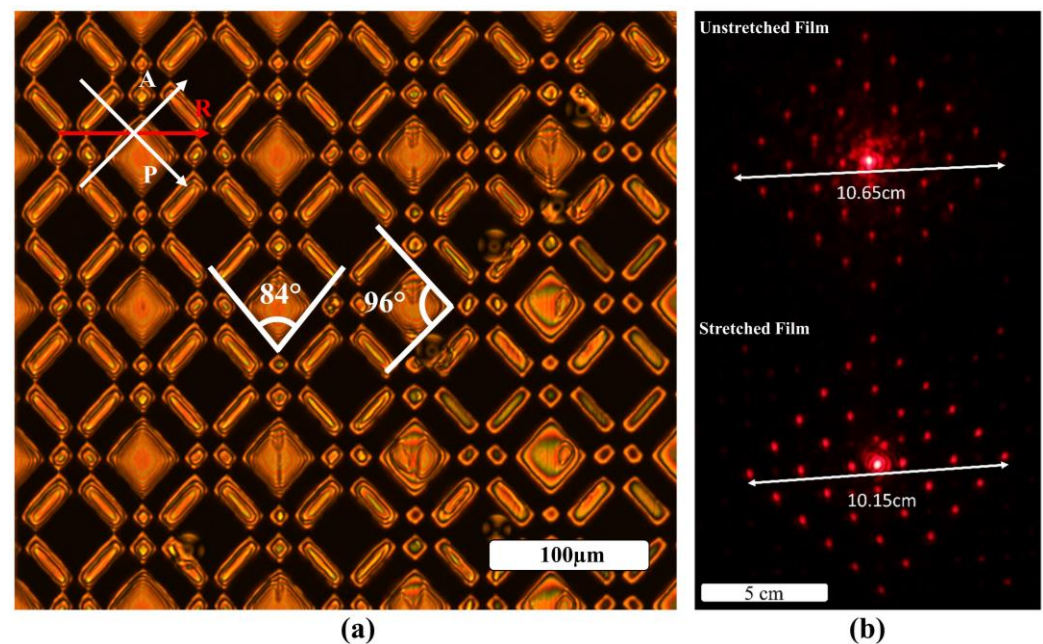 A
R
P
84°
96°
100μm
(a)
Unstretched Film
10.65cm
Stretched Film
10.15cm
5 cm
(b)